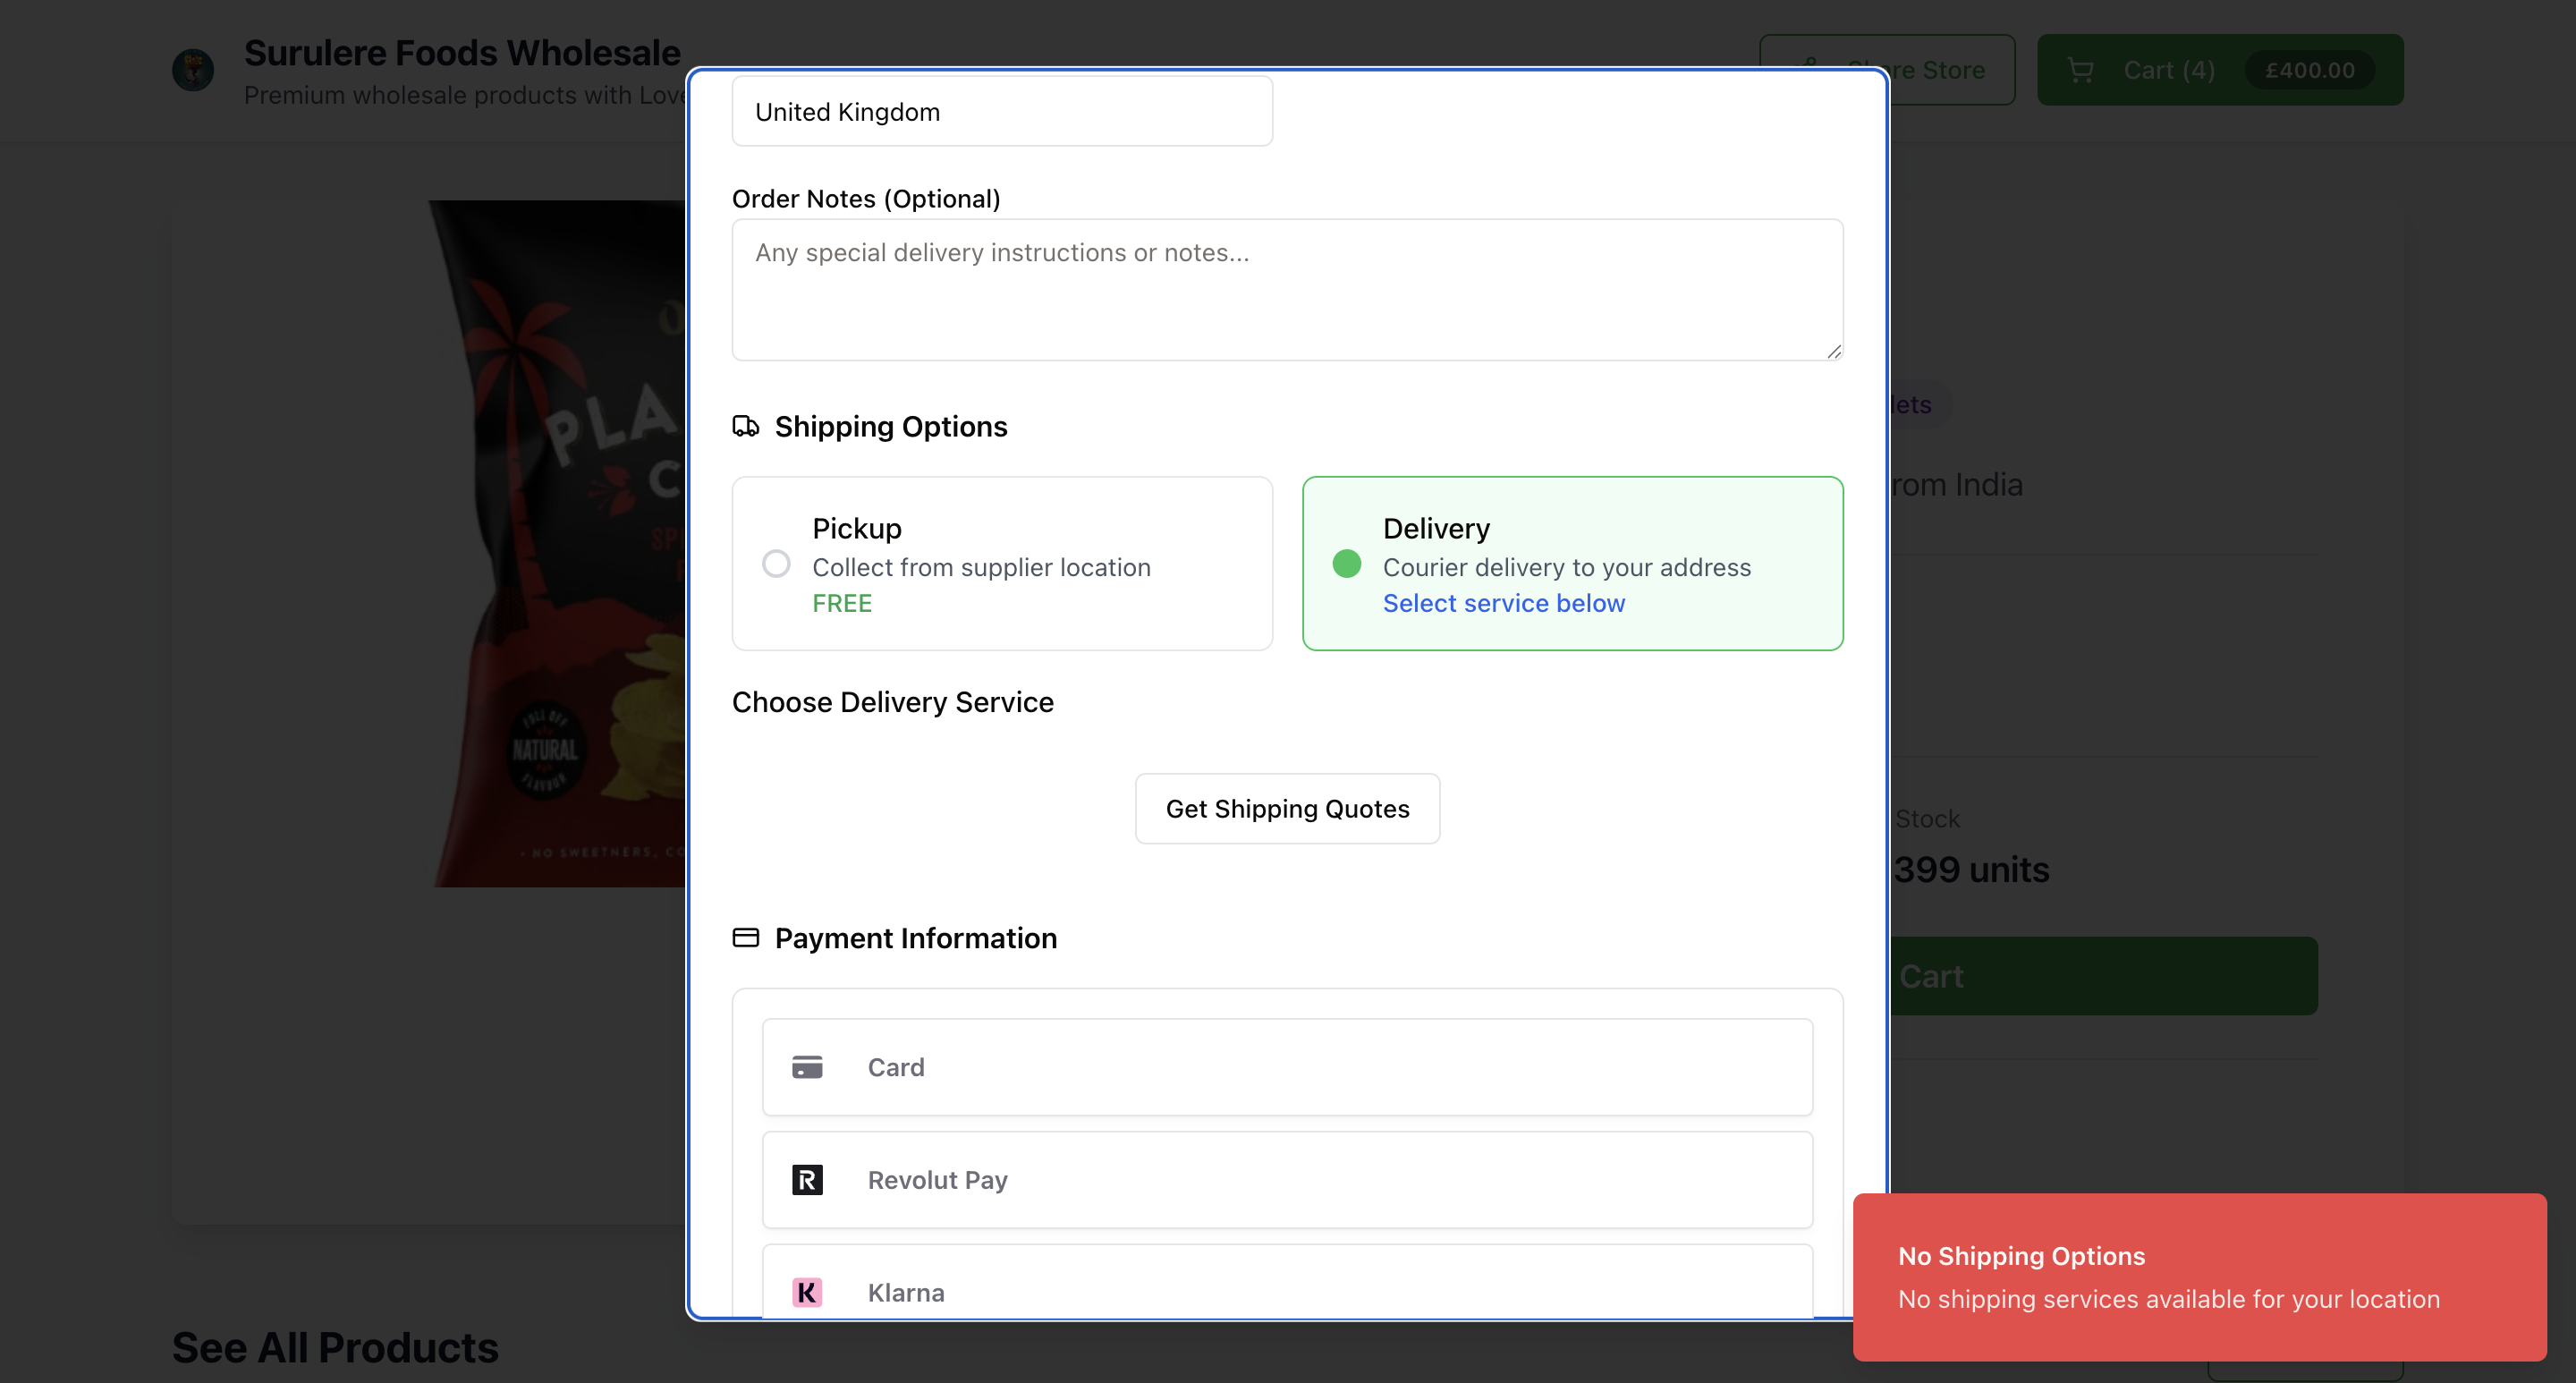 Surulere Foods Wholesale
Premium wholesale products with Love
Share Store
Cart (4)
£400.00
United Kingdom
Order Notes (Optional)
Any special delivery instructions or notes...
Shipping Options
Pickup
Collect from supplier location
FREE
Delivery
Courier delivery to your address
Select service below
Choose Delivery Service
Get Shipping Quotes
Payment Information
Card
Revolut Pay
Klarna
PLA
C
NATURAL
FLAVOUR
- NO SWEETNERS, CO
lets
rom India
Stock
399 units
Cart
See All Products
No Shipping Options
No shipping services available for your location